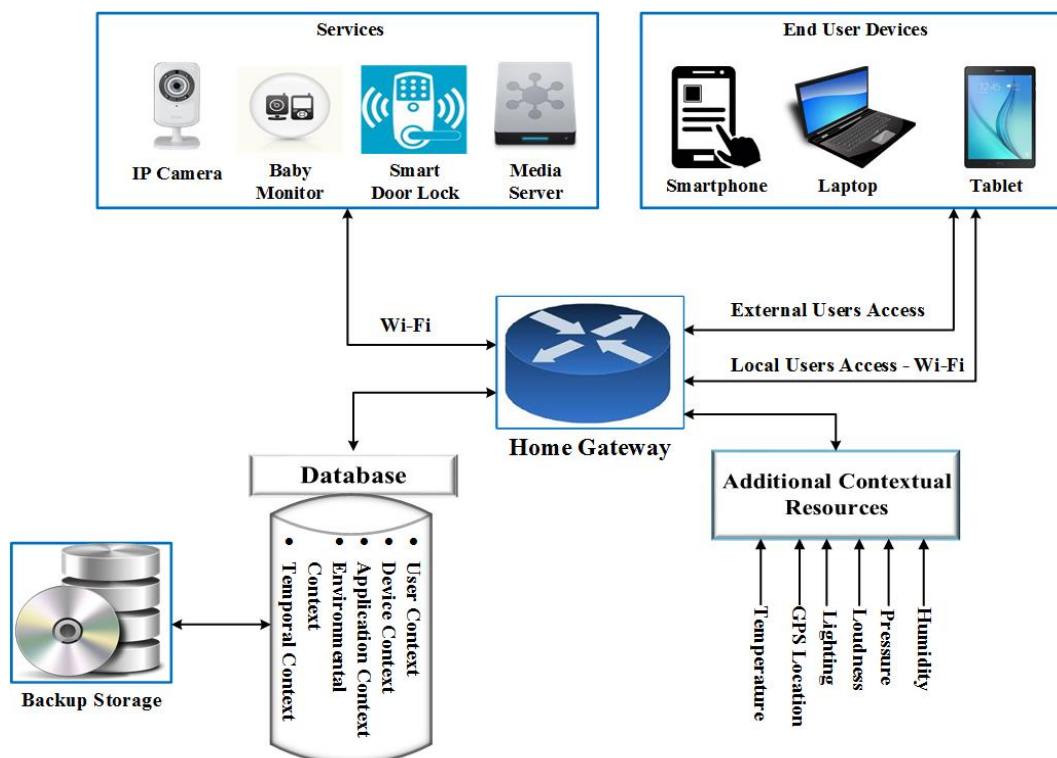 Services
IP Camera
Baby
Monitor
Smart
Door Lock
Media
Server
End User Devices
Smartphone
Laptop
Tablet
Wi-Fi
External Users Access
Local Users Access - Wi-Fi
Home Gateway
Database
• User Context
• Device Context
• Application Context
• Environmental
Context
• Temporal Context
Backup Storage
Additional Contextual
Resources
Temperature
GPS Location
Lighting
Loudness
Pressure
Humidity